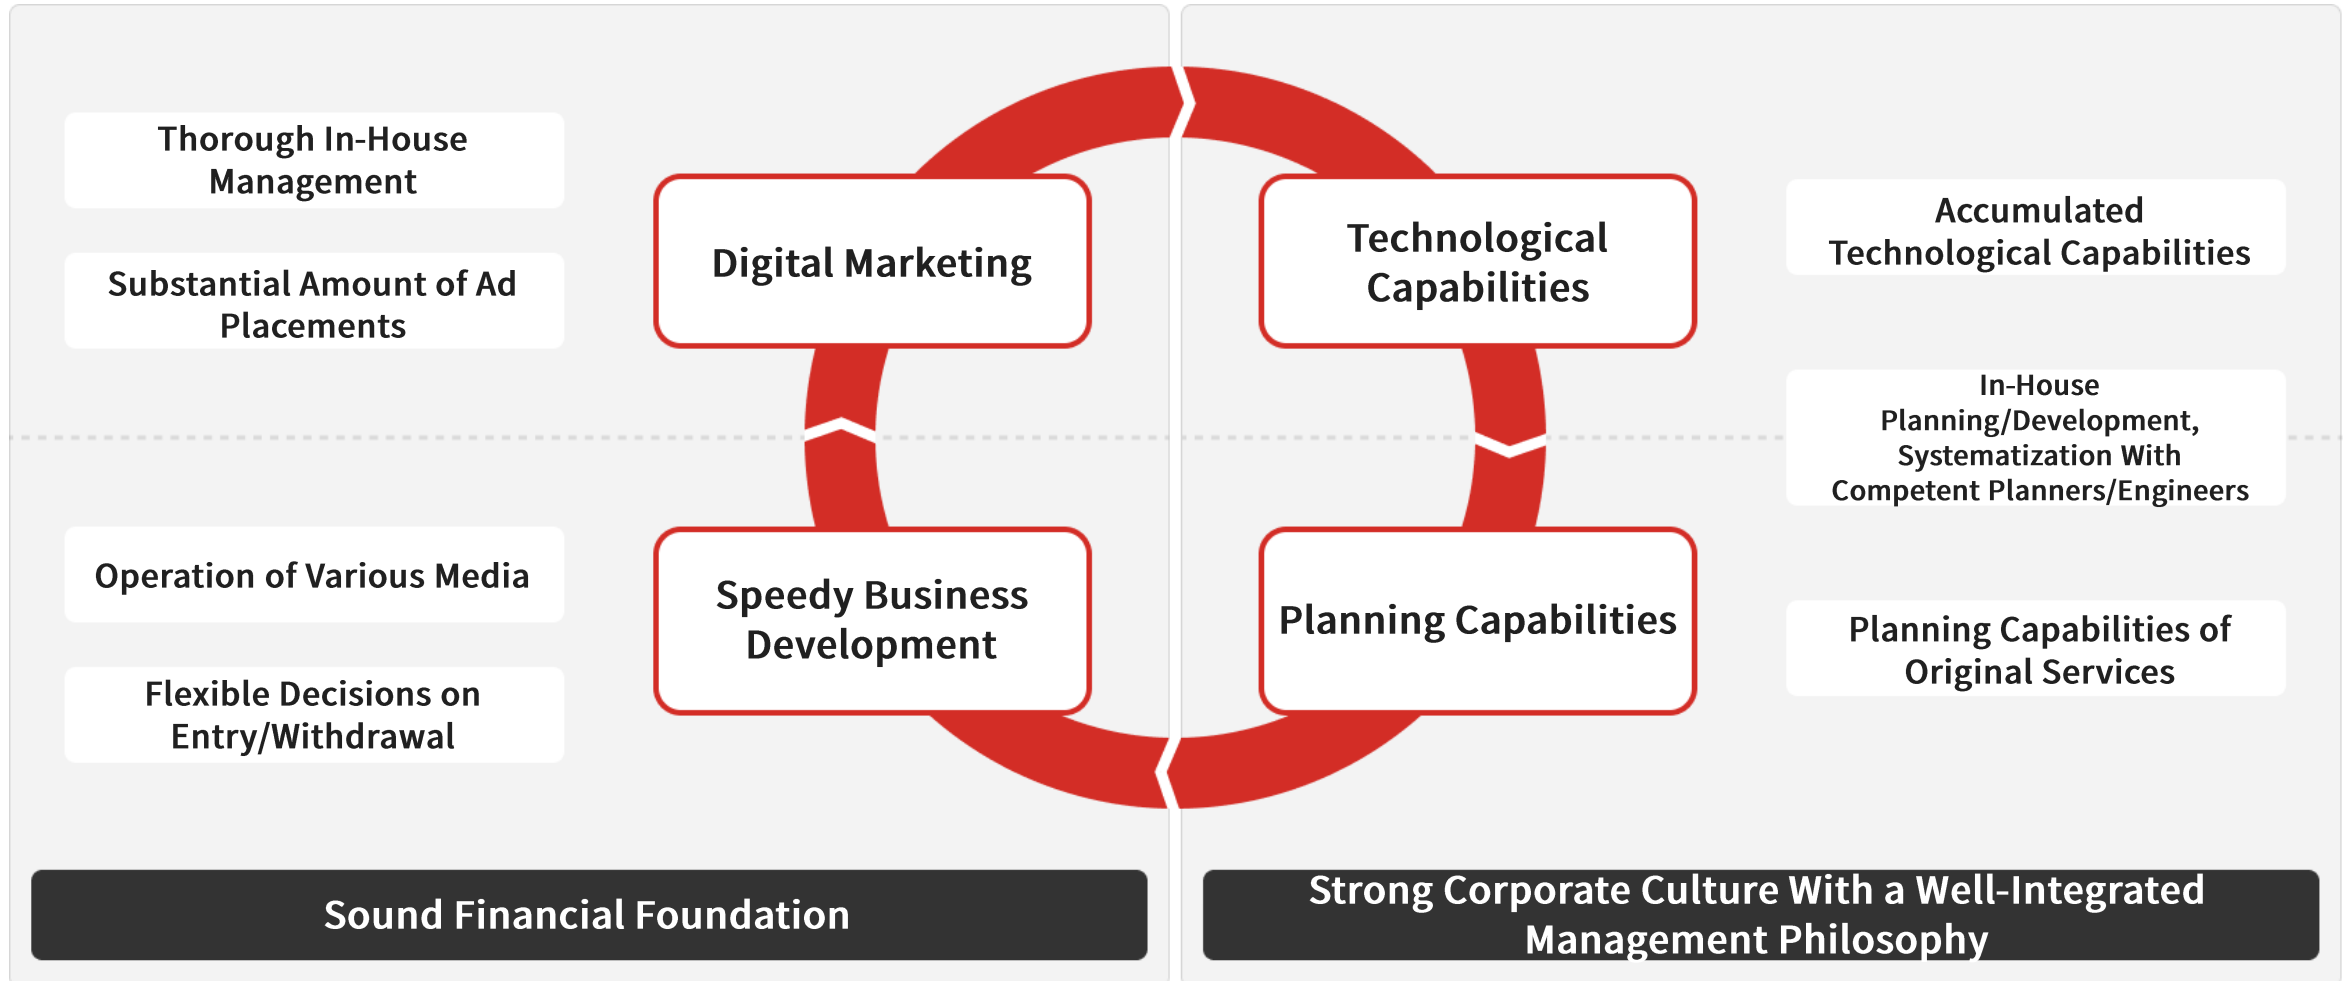 Thorough In-House
Management
Substantial Amount of Ad
Placements
Digital Marketing
Technological
Capabilities
Accumulated
Technological Capabilities
In-House
Planning/Development,
Systematization With
Competent Planners/Engineers
Operation of Various Media
Flexible Decisions on
Entry/Withdrawal
Speedy Business
Development
Planning Capabilities
Planning Capabilities of
Original Services
Sound Financial Foundation
Strong Corporate Culture With a Well-Integrated
Management Philosophy